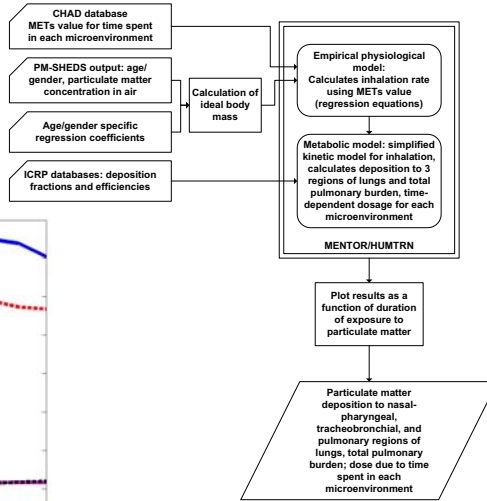 CHAD database
METs value for time spent
in each microenvironment
PM-SHEDS output: age/
gender, particulate matter
concentration in air
Age/gender specific
regression coefficients
ICRP databases: deposition
fractions and efficiencies
Calculation of
ideal body
mass
Empirical physiological
model:
Calculates inhalation rate
using METs value
(regression equations)
Metabolic model: simplified
kinetic model for inhalation,
calculates deposition to 3
regions of lungs and total
pulmonary burden, time-
dependent dosage for each
microenvironment
MENTOR/HUMTRN
Plot results as a
function of duration
of exposure to
particulate matter
Particulate matter
deposition to nasal-
pharyngeal,
tracheobronchial, and
pulmonary regions of
lungs, total pulmonary
burden; dose due to time
spent in each
microenvironment